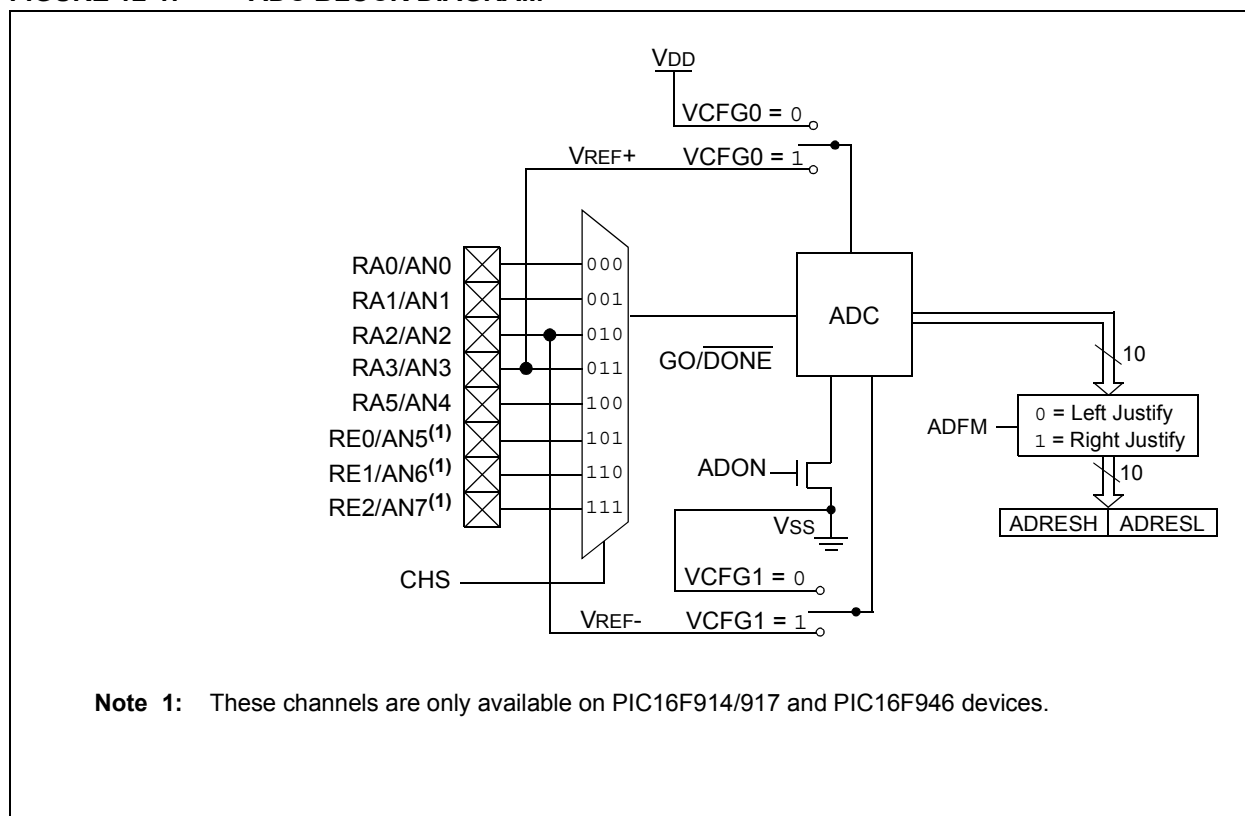 VDD
VCFG0 = 0
VREF+
VCFG0 = 1
RA0/AN0
000
RA1/AN1
001
RA2/AN2
010
RA3/AN3
011
RA5/AN4
100
RE0/AN5(1)
101
RE1/AN6(1)
110
RE2/AN7(1)
111
CHS
ADC
GO/DONE
10
ADFM
0 = Left Justify
1 = Right Justify
10
ADRESH ADRESL
ADON
VSS
VCFG1 = 0
VREF-
VCFG1 = 1
Note 1: These channels are only available on PIC16F914/917 and PIC16F946 devices.